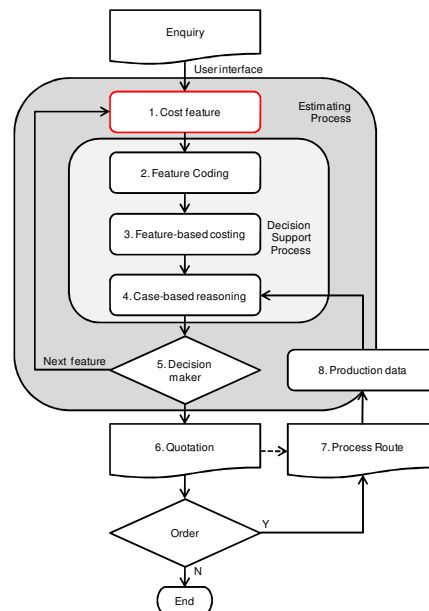 Enquiry
User interface
1. Cost feature
Estimating
Process
2. Feature Coding
3. Feature-based costing
Decision
Support
Process
4. Case-based reasoning
Next feature
5. Decision
maker
8. Production data
6. Quotation
7. Process Route
Order
Y
N
End